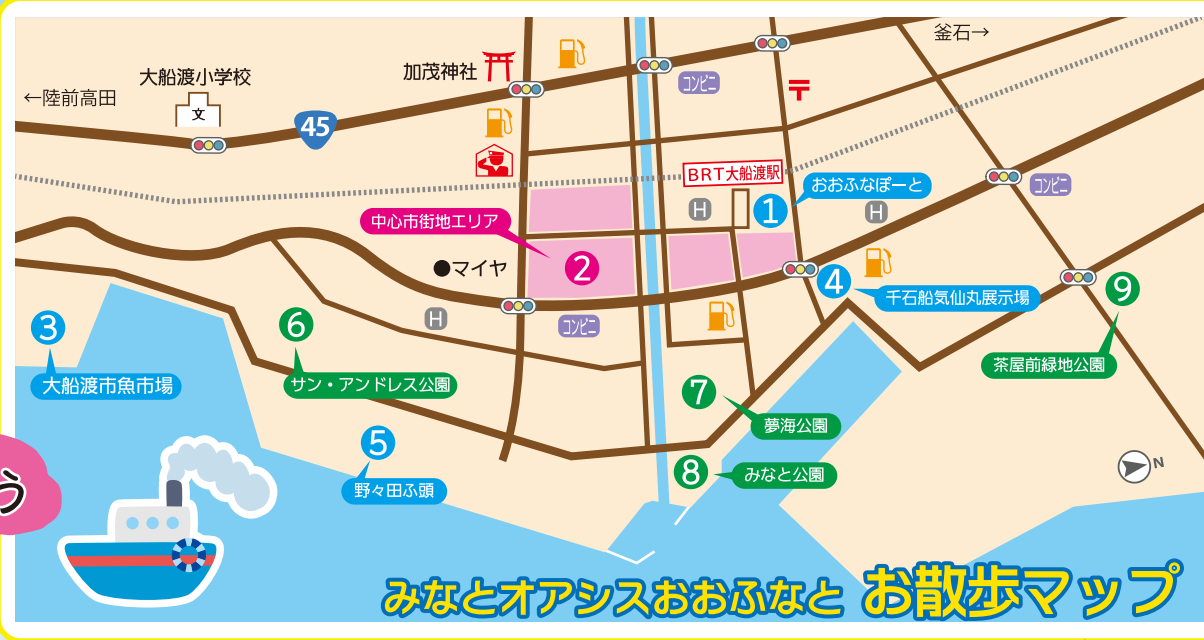 釜石→
大船渡小学校
文
←陸前高田
45
加茂神社
コンビニ
〒
BRT大船渡駅
H
1
おおふなぽーと
H
コンビニ
中心市街地エリア
2
●マイヤ
H
コンビニ
4
千石船気仙丸展示場
9
茶屋前緑地公園
3
大船渡市魚市場
6
サン・アンドレス公園
7
夢海公園
5
野々田ふ頭
8
みなと公園
N
う
みなとオアシスおおふなと お散歩マップ